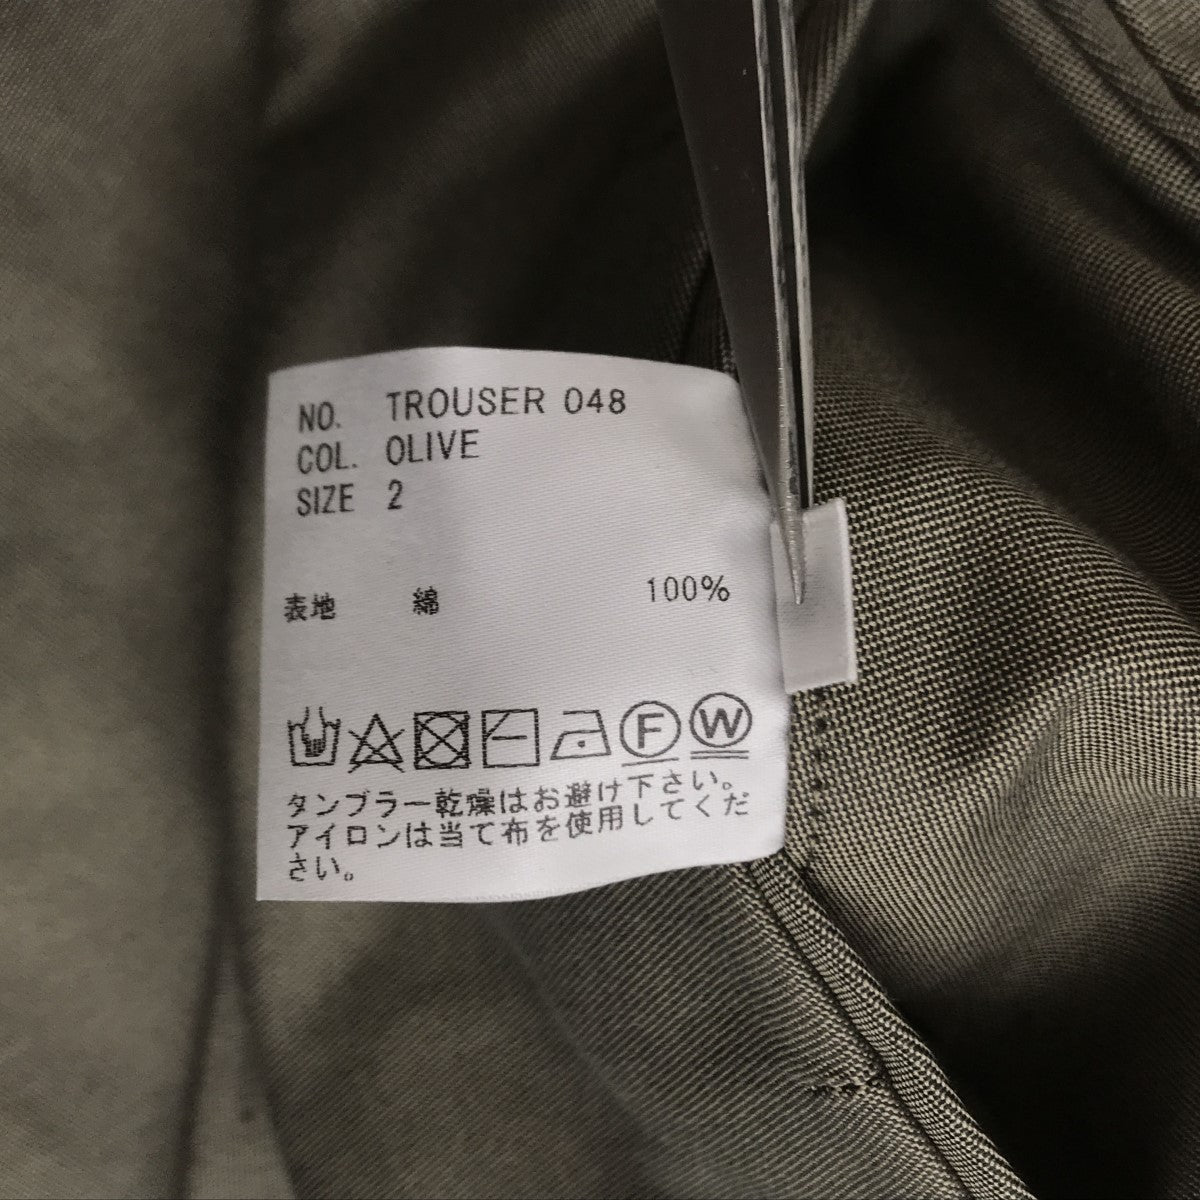 NO. TROUSER 048
COL. OLIVE
SIZE 2
表地 綿 100%
F W
タンブラー乾燥はお避け下さい。
アイロンは当て布を使用してくだ
さい。